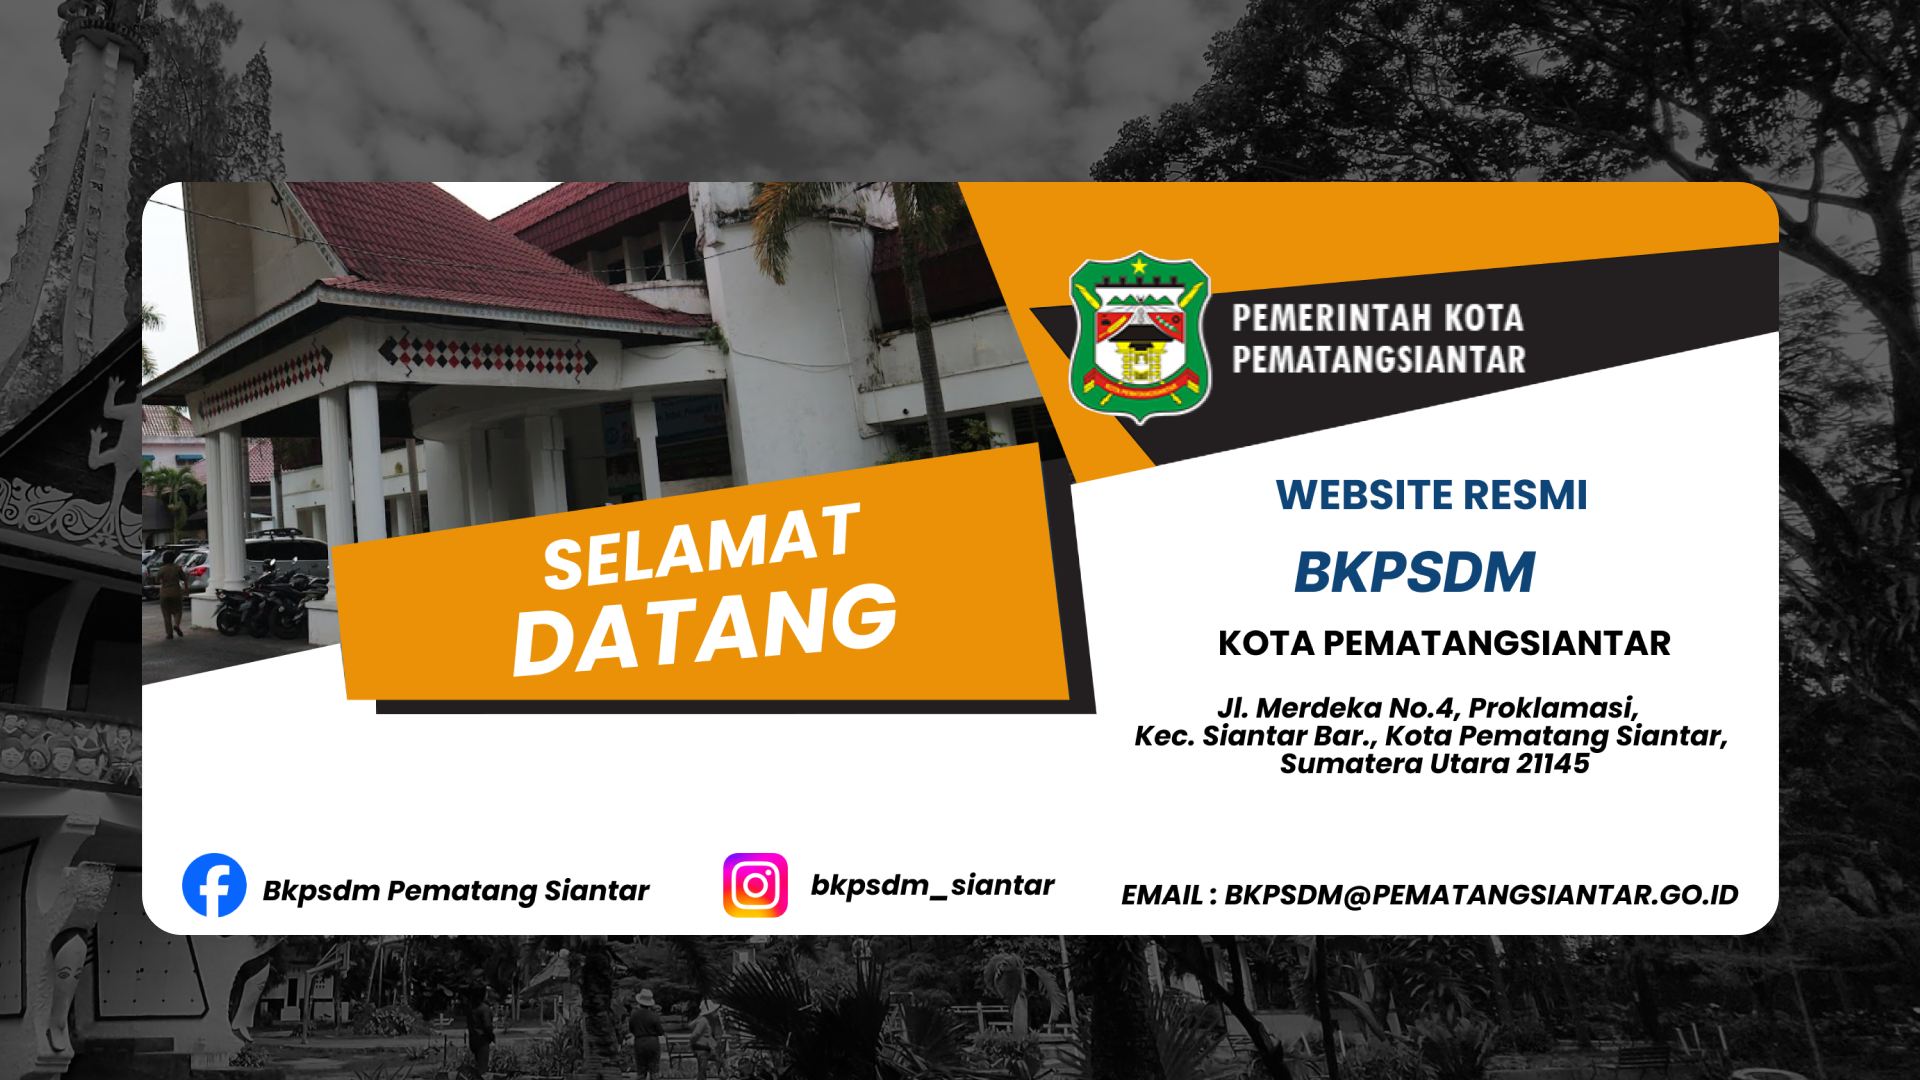 PEMERINTAH KOTA
PEMATANGSIANTAR
SELAMAT
DATANG
WEBSITE RESMI
BKPSDM
KOTA PEMATANGSIANTAR
Jl. Merdeka No.4, Proklamasi,
Kec. Siantar Bar., Kota Pematang Siantar,
Sumatera Utara 21145
Bkpsdm Pematang Siantar
bkpsdm_siantar
EMAIL : BKPSDM@PEMATANGSIANTAR.GO.ID